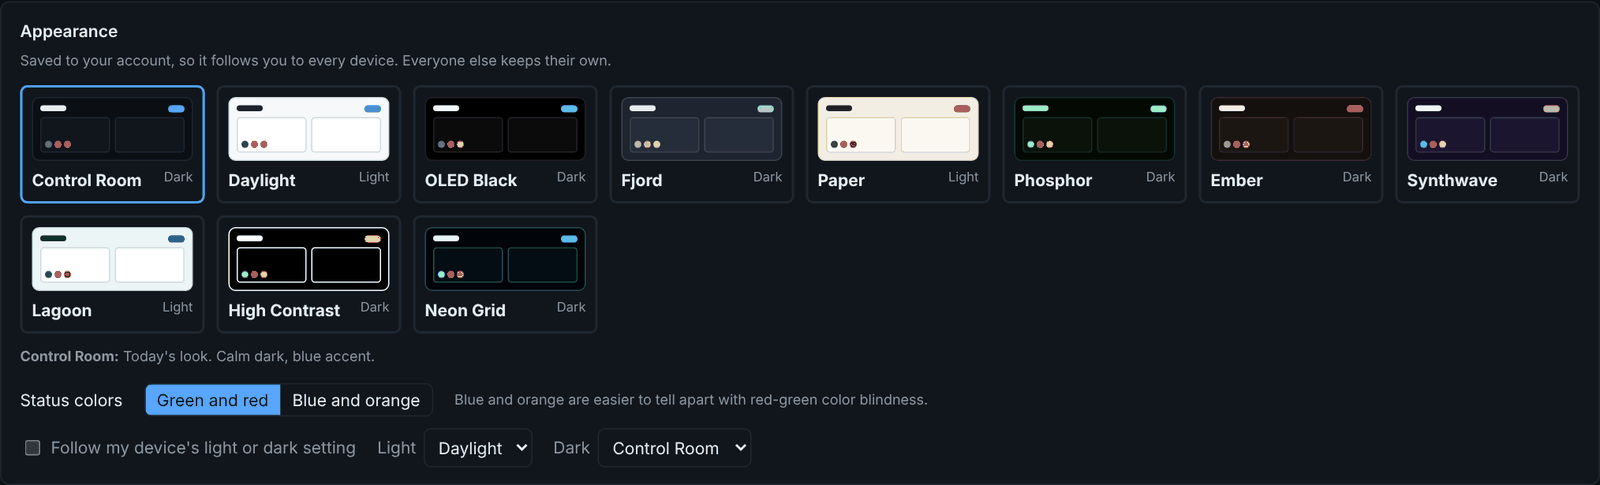 Appearance
Saved to your account, so it follows you to every device. Everyone else keeps their own.
Control Room Dark
Daylight Light
OLED Black Dark
Fjord Dark
Paper Light
Phosphor Dark
Ember Dark
Synthwave Dark
Lagoon Light
High Contrast Dark
Neon Grid Dark
Control Room: Today's look. Calm dark, blue accent.
Status colors Green and red Blue and orange Blue and orange are easier to tell apart with red-green color blindness.
Follow my device's light or dark setting Light Daylight Dark Control Room